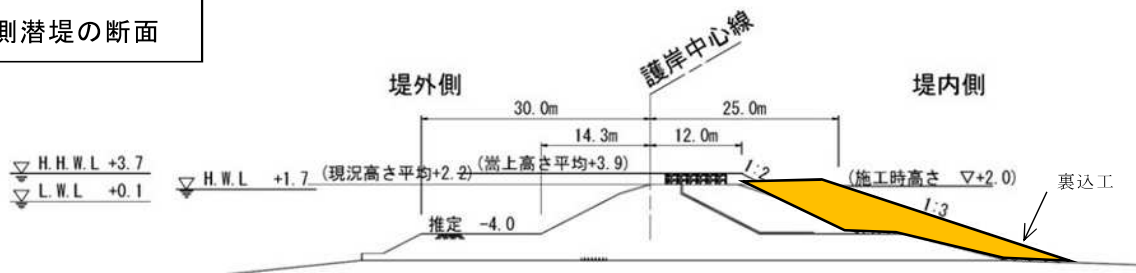 側潜堤の断面
護岸中心線
堤外側
堤内側
30.0m
25.0m
14.3m
12.0m
H.H.W.L +3.7
L.W.L +0.1
H.W.L +1.7
(現況高さ平均+2.2)
(嵩上高さ平均+3.9)
1:2
(施工時高さ ▽+2.0)
裏込工
1:3
推定 -4.0